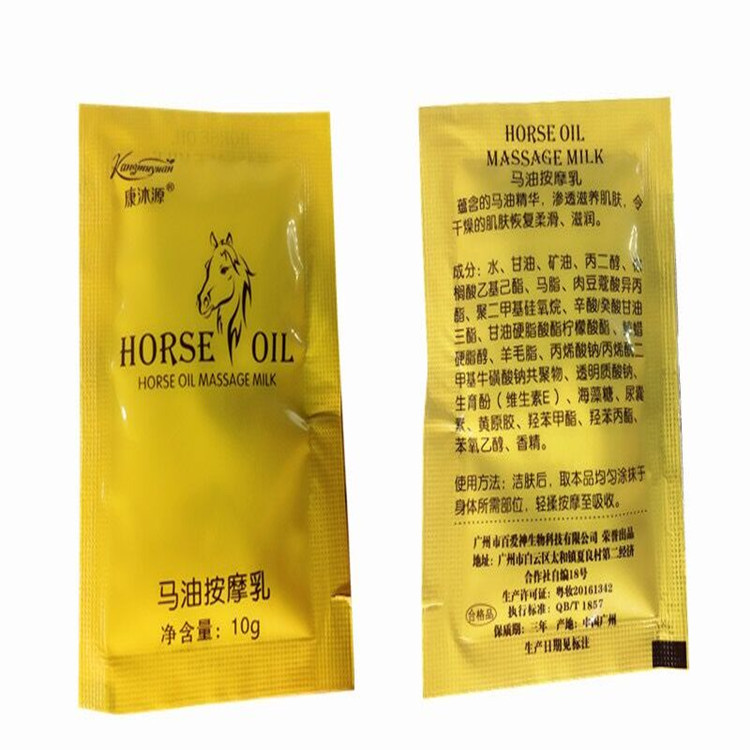 Kangmuyuan
康沐源®
HORSE OIL
HORSE OIL MASSAGE MILK
马油按摩乳
净含量：10g
HORSE OIL
MASSAGE MILK
马油按摩乳
蕴含的马油精华，渗透滋养肌肤，令
干燥的肌肤恢复柔滑、滋润。
成分：水、甘油、矿油、丙二醇、
榈酸乙基己酯、马脂、肉豆蔻酸异丙
酯、聚二甲基硅氧烷、辛酸/癸酸甘油
三酯、甘油硬脂酸酯柠檬酸酯、
硬脂醇、羊毛脂、丙烯酸钠/丙烯酰二
甲基牛磺酸钠共聚物、透明质酸钠、
生育酚（维生素E）、海藻糖、尿囊
素、黄原胶、羟苯甲酯、羟苯丙酯、
苯氧乙醇、香精。
使用方法：洁肤后，取本品均匀涂抹于
身体所需部位，轻揉按摩至吸收。
广州市百爱神生物科技有限公司 荣誉出品
地址：广州市白云区太和镇夏良村第二经济
合作社自编18号
生产许可证：粤妆20161342
合格品 执行标准：QB/T 1857
保质期：三年 产地：中国广州
生产日期见标注